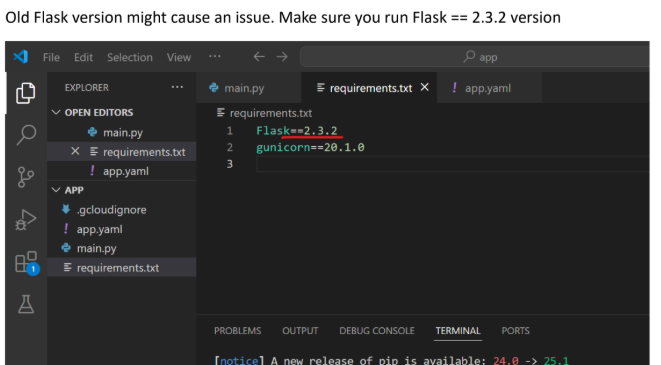 Old Flask version might cause an issue. Make sure you run Flask == 2.3.2 version
File Edit Selection View ... app
EXPLORER ...
main.py requirements.txt app.yaml
OPEN EDITORS
main.py
requirements.txt
app.yaml
APP
.gcloudignore
app.yaml
main.py
requirements.txt
requirements.txt
1 Flask==2.3.2
2 gunicorn==20.1.0
3
1
PROBLEMS OUTPUT DEBUG CONSOLE TERMINAL PORTS
[notice] A new release of pip is available: 24.0 -> 25.1